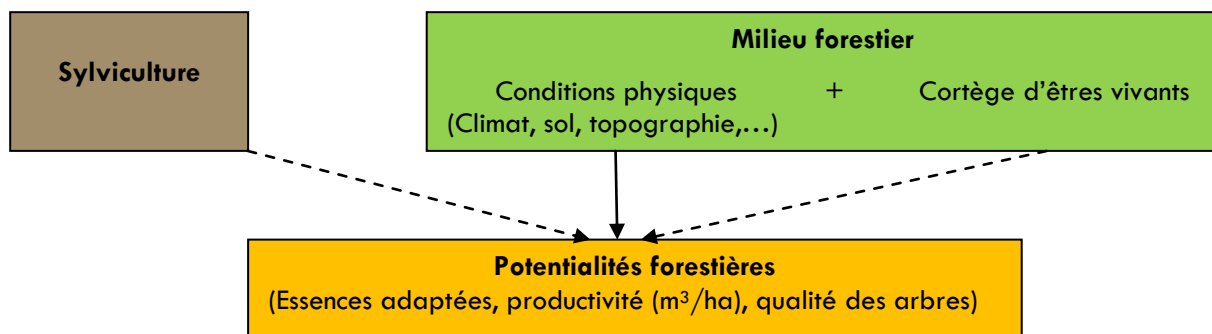 Sylviculture
Milieu forestier
Conditions physiques + Cortège d'êtres vivants
(Climat, sol, topographie,…)
Potentialités forestières
(Essences adaptées, productivité (m³/ha), qualité des arbres)